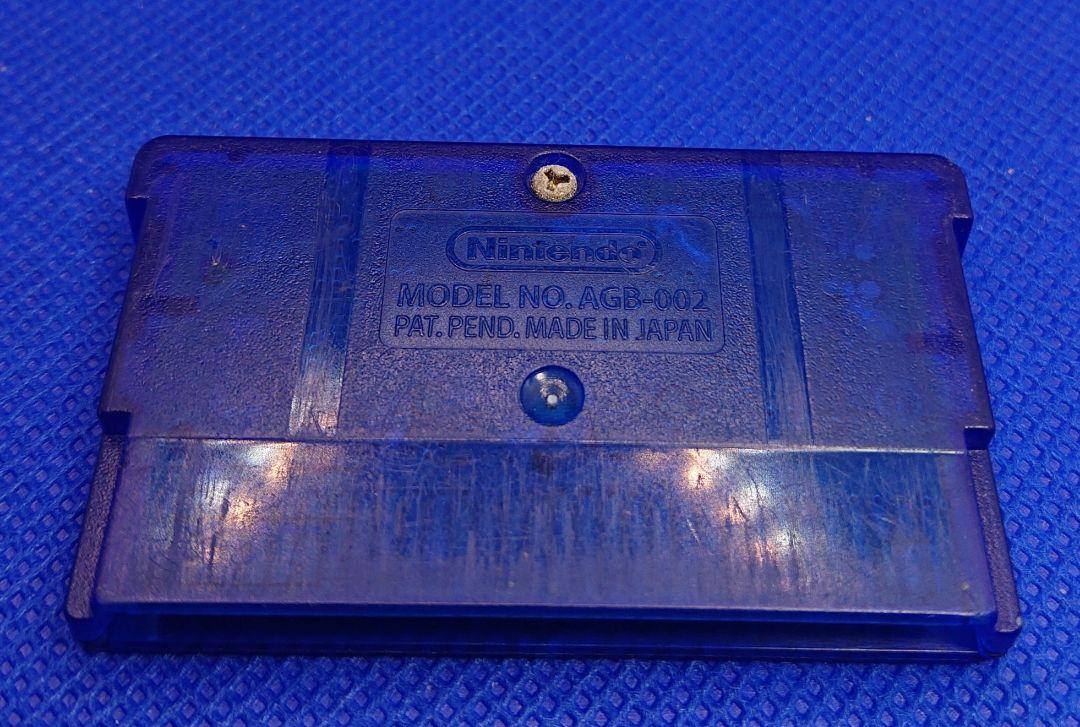 Nintendo®
MODEL NO. AGB-002
PAT. PEND. MADE IN JAPAN